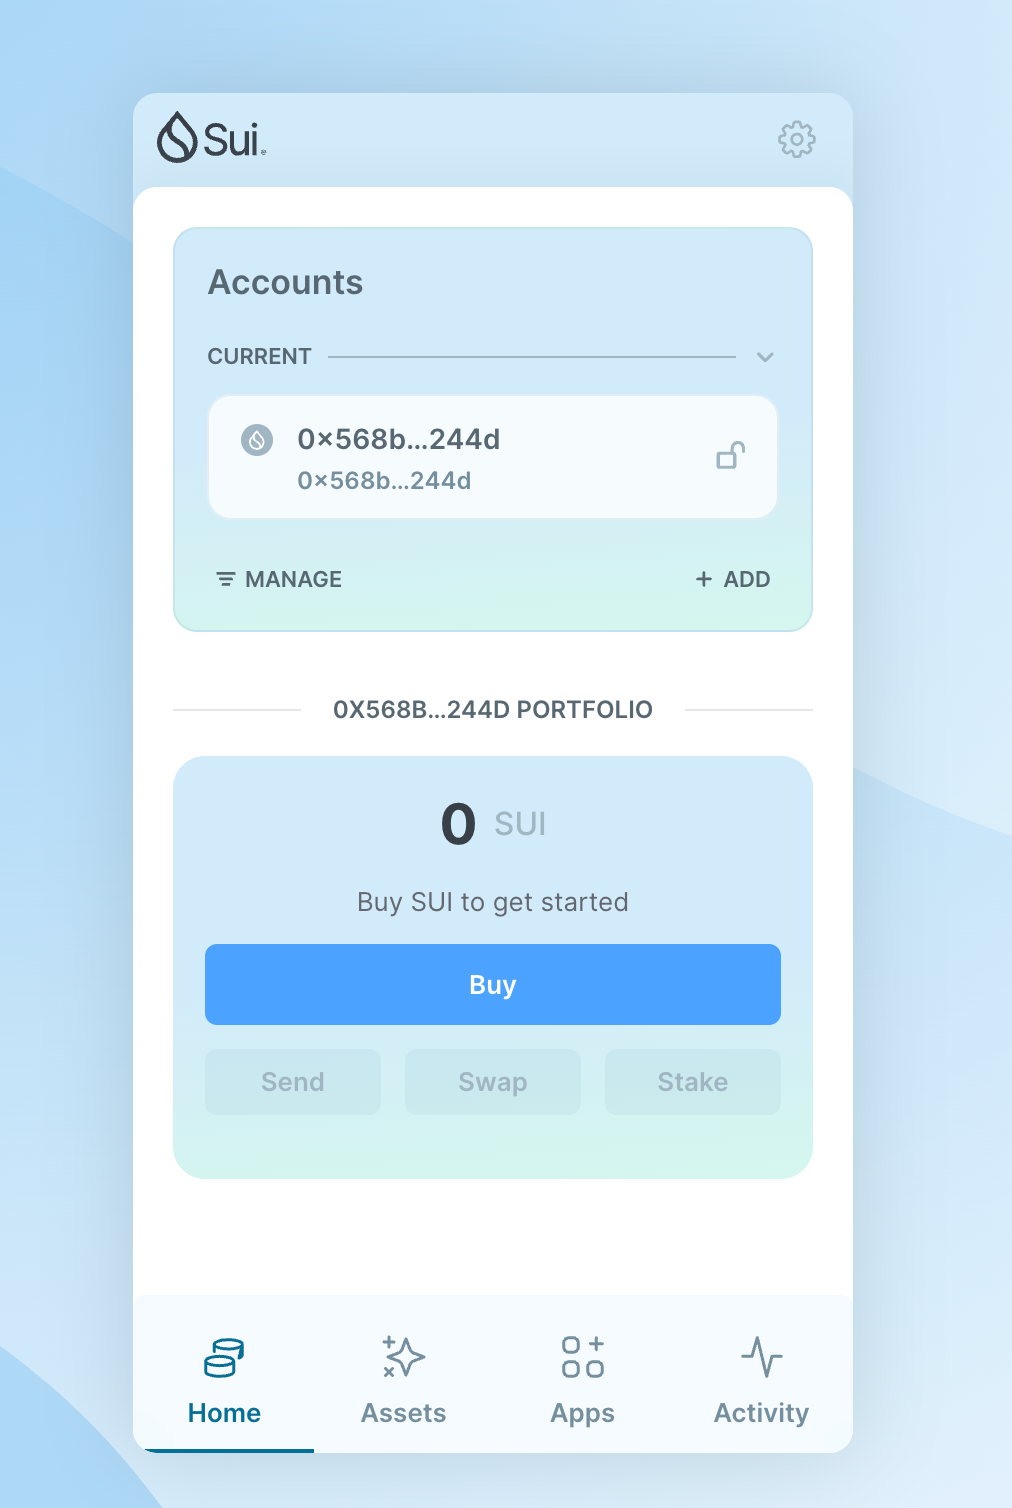 Sui
Accounts
CURRENT
0×568b…244d
0×568b…244d
MANAGE
+ ADD
0X568B…244D PORTFOLIO
0 SUI
Buy SUI to get started
Buy
Send
Swap
Stake
Home
Assets
Apps
Activity